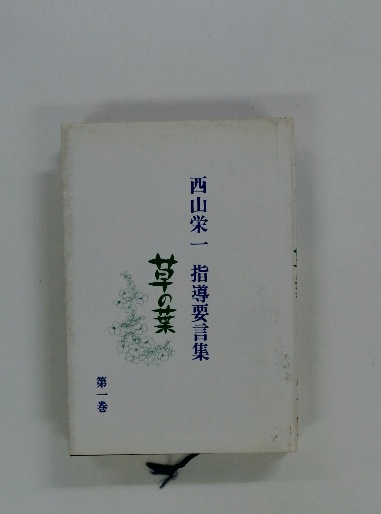 西山栄一 指導要言集
草の葉
第一巻